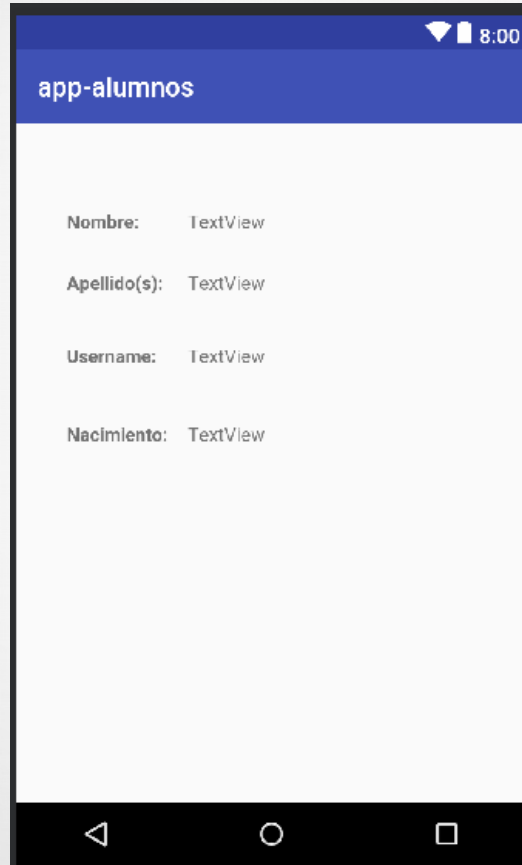 8:00
app-alumnos
Nombre: TextView
Apellido(s): TextView
Username: TextView
Nacimiento: TextView